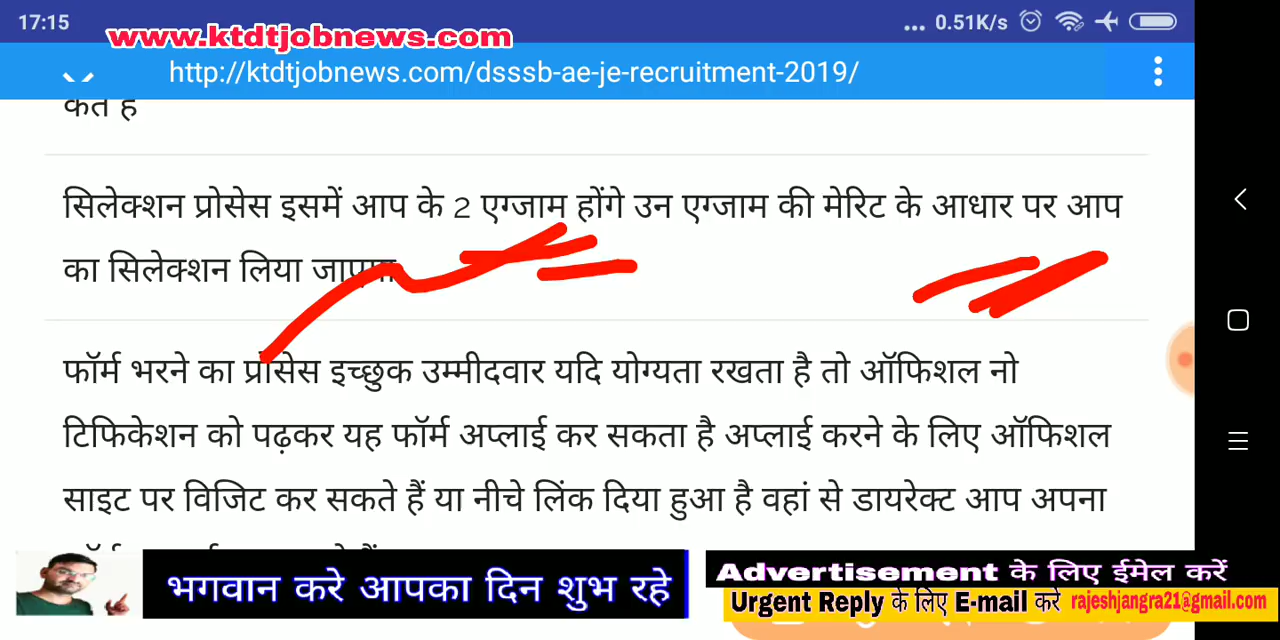 17:15
... 0.51K/s
www.ktdtjobnews.com
http://ktdtjobnews.com/dsssb-ae-je-recruitment-2019/
सिलेक्शन प्रोसेस इसमें आप के 2 एग्जाम होंगे उन एग्जाम की मेरिट के आधार पर आप
का सिलेक्शन लिया जाएगा
फॉर्म भरने का प्रोसेस इच्छुक उम्मीदवार यदि योग्यता रखता है तो ऑफिशल नो
टिफिकेशन को पढ़कर यह फॉर्म अप्लाई कर सकता है अप्लाई करने के लिए ऑफिशल
साइट पर विजिट कर सकते हैं या नीचे लिंक दिया हुआ है वहां से डायरेक्ट आप अपना
भगवान करे आपका दिन शुभ रहे
Advertisement के लिए ईमेल करें
Urgent Reply के लिए E-mail करे rajeshjangra21@gmail.com